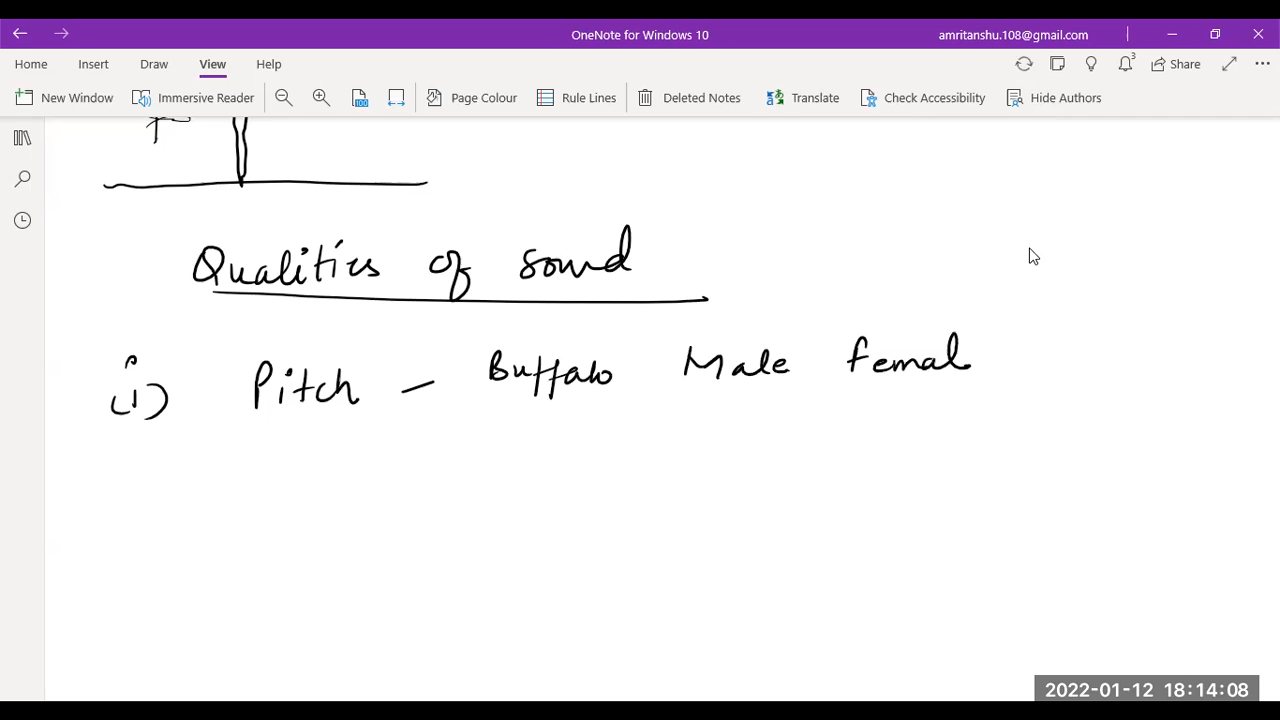 OneNote for Windows 10
amritanshu.108@gmail.com
Home Insert Draw View Help
3
Share
New Window Immersive Reader 100 Page Colour Rule Lines Deleted Notes Translate Check Accessibility Hide Authors
Qualities of sound
(i) Pitch - Buffalo Male Femal
2022-01-12 18:14:08